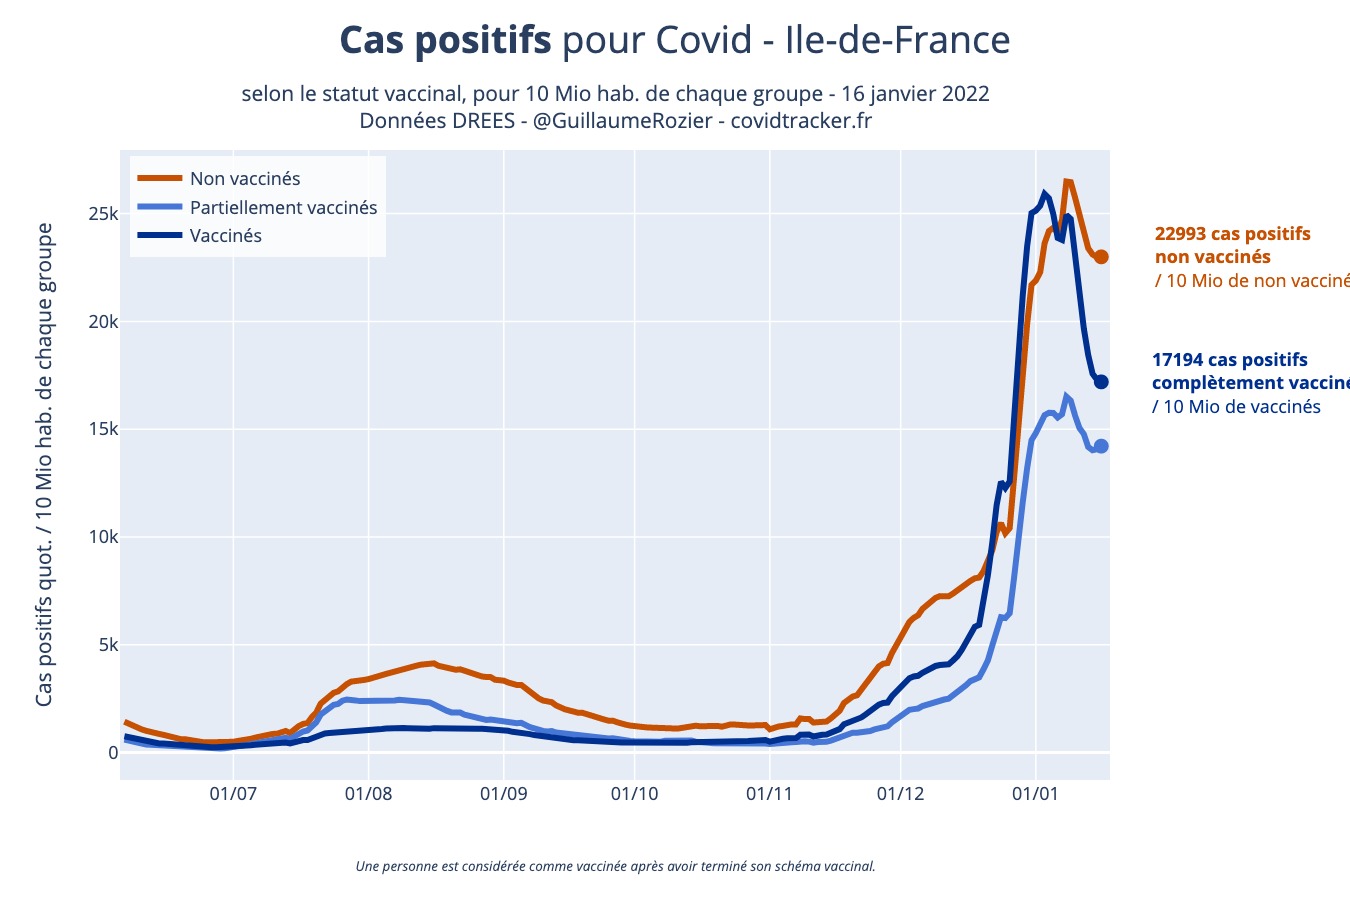 Cas positifs pour Covid - Ile-de-France
selon le statut vaccinal, pour 10 Mio hab. de chaque groupe - 16 janvier 2022
Données DREES - @GuillaumeRozier - covidtracker.fr
Non vaccinés
Partiellement vaccinés
Vaccinés
Cas positifs quot. / 10 Mio hab. de chaque groupe
25k
20k
15k
10k
5k
0
01/07
01/08
01/09
01/10
01/11
01/12
01/01
22993 cas positifs
non vaccinés
/ 10 Mio de non vacciné
17194 cas positifs
complètement vacciné
/ 10 Mio de vaccinés
Une personne est considérée comme vaccinée après avoir terminé son schéma vaccinal.